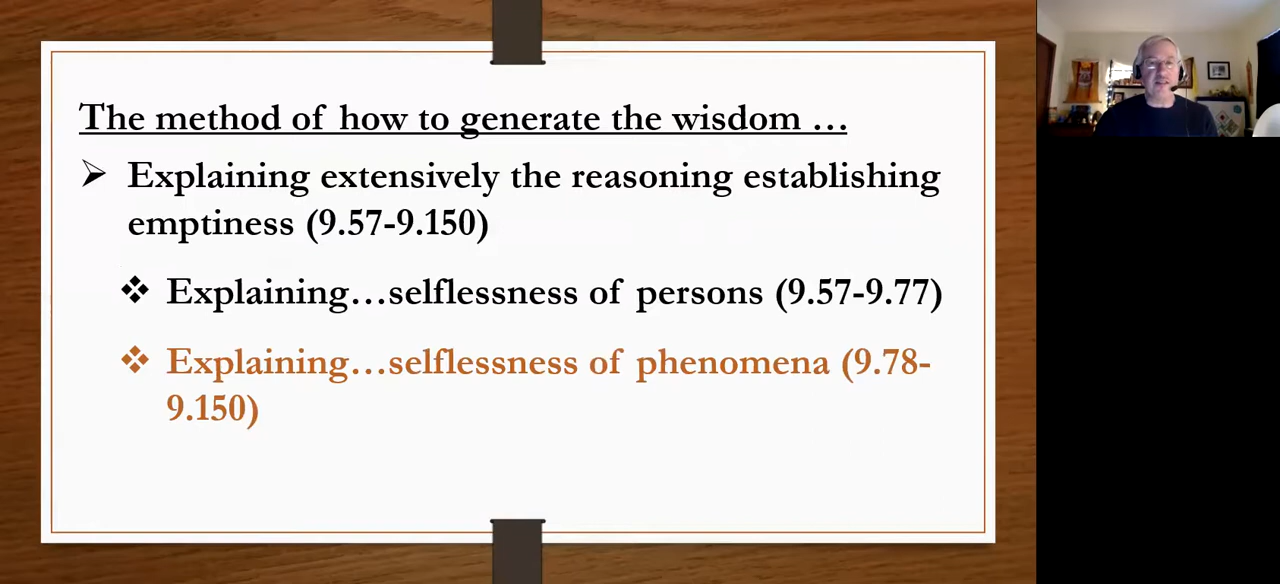 The method of how to generate the wisdom …
Explaining extensively the reasoning establishing
emptiness (9.57-9.150)
Explaining…selflessness of persons (9.57-9.77)
Explaining…selflessness of phenomena (9.78-
9.150)